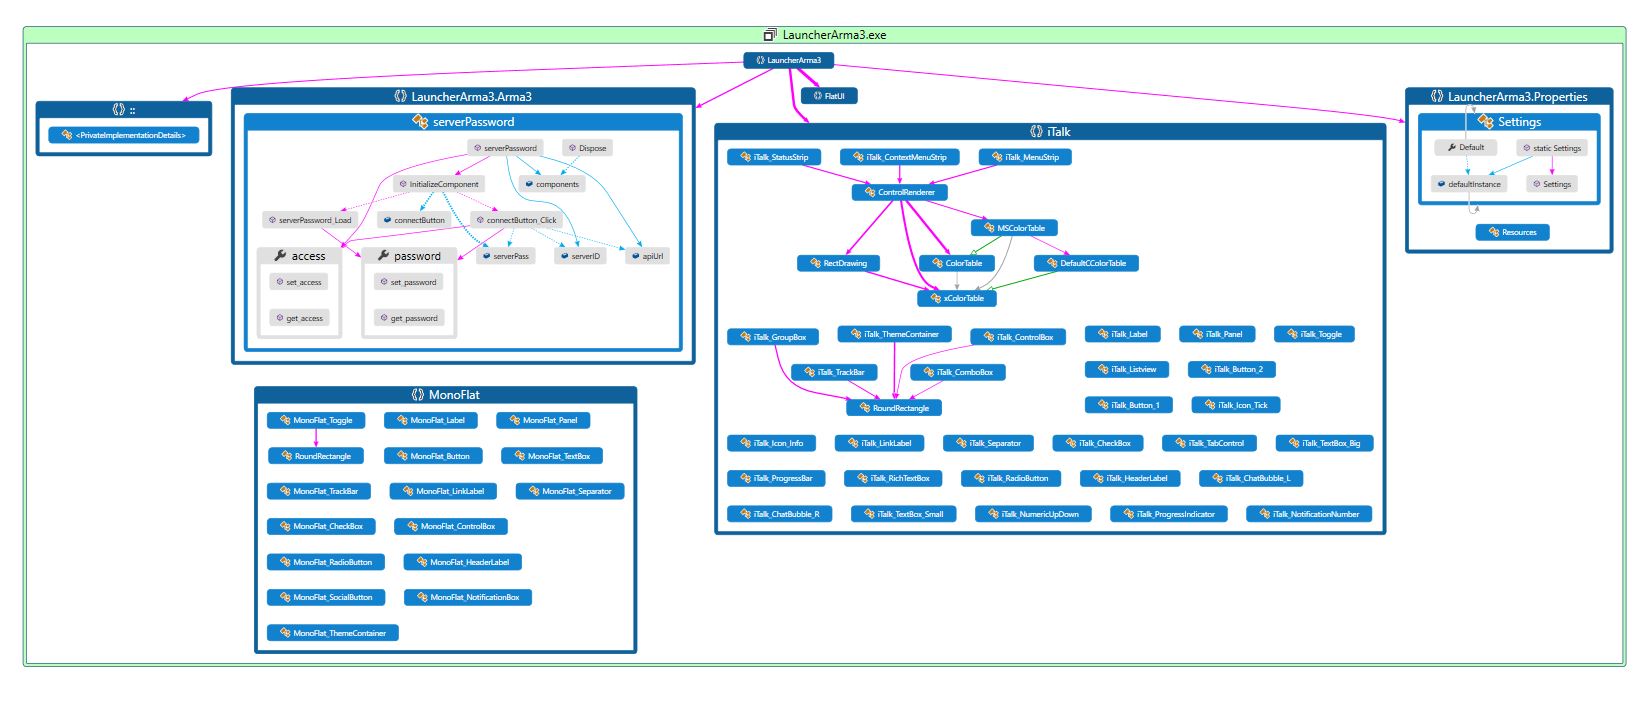 LauncherArma3.exe
LauncherArma3
::
<PrivateImplementationDetails>
LauncherArma3.Arma3
serverPassword
serverPassword
Dispose
InitializeComponent
components
serverPassword_Load
connectButton
connectButton_Click
access
set_access
get_access
password
set_password
get_password
serverPass
serverID
apiUrl
FlatUI
iTalk
iTalk_StatusStrip
iTalk_ContextMenuStrip
iTalk_MenuStrip
ControlRenderer
MSColorTable
RectDrawing
ColorTable
DefaultCColorTable
xColorTable
iTalk_GroupBox
iTalk_ThemeContainer
iTalk_ControlBox
iTalk_TrackBar
iTalk_ComboBox
RoundRectangle
iTalk_Label
iTalk_Panel
iTalk_Toggle
iTalk_Listview
iTalk_Button_2
iTalk_Button_1
iTalk_Icon_Tick
iTalk_Icon_Info
iTalk_LinkLabel
iTalk_Separator
iTalk_CheckBox
iTalk_TabControl
iTalk_TextBox_Big
iTalk_ProgressBar
iTalk_RichTextBox
iTalk_RadioButton
iTalk_HeaderLabel
iTalk_ChatBubble_L
iTalk_ChatBubble_R
iTalk_TextBox_Small
iTalk_NumericUpDown
iTalk_ProgressIndicator
iTalk_NotificationNumber
LauncherArma3.Properties
Settings
Default
static Settings
defaultInstance
Settings
Resources
MonoFlat
MonoFlat_Toggle
MonoFlat_Label
MonoFlat_Panel
RoundRectangle
MonoFlat_Button
MonoFlat_TextBox
MonoFlat_TrackBar
MonoFlat_LinkLabel
MonoFlat_Separator
MonoFlat_CheckBox
MonoFlat_ControlBox
MonoFlat_RadioButton
MonoFlat_HeaderLabel
MonoFlat_SocialButton
MonoFlat_NotificationBox
MonoFlat_ThemeContainer